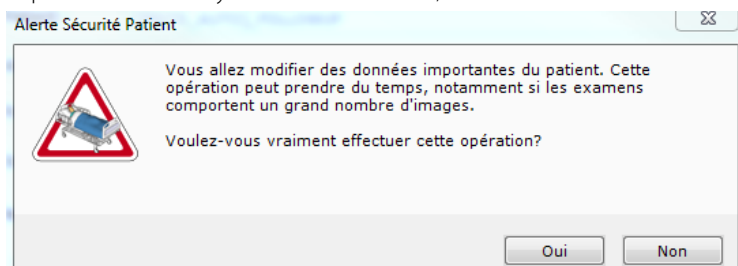 Alerte Sécurité Patient
Vous allez modifier des données importantes du patient. Cette
opération peut prendre du temps, notamment si les examens
comportent un grand nombre d'images.
Voulez-vous vraiment effectuer cette opération?
Oui
Non